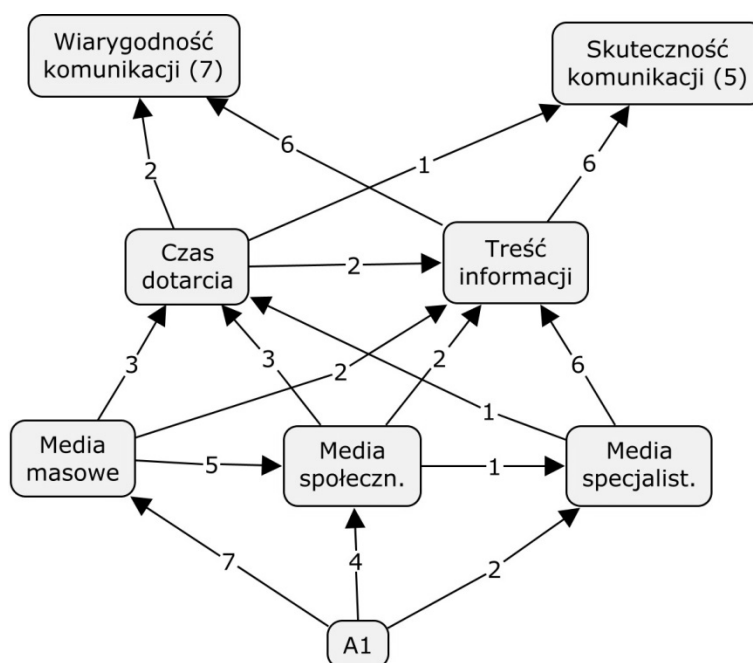 Wiarygodność
komunikacji (7)
Skuteczność
komunikacji (5)
2
6
1
6
Czas
dotarcia
2
Treść
informacji
3
3
2
2
1
6
Media
masowe
5
Media
społeczn.
1
Media
specjalist.
7
4
2
A1